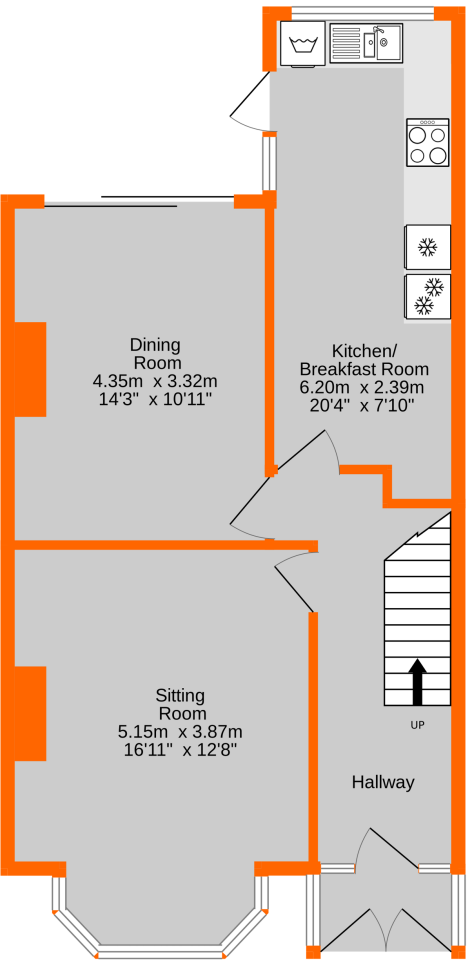 Kitchen/
Breakfast Room
6.20m x 2.39m
20'4" x 7'10"
Dining
Room
4.35m x 3.32m
14'3" x 10'11"
Sitting
Room
5.15m x 3.87m
16'11" x 12'8"
UP
Hallway